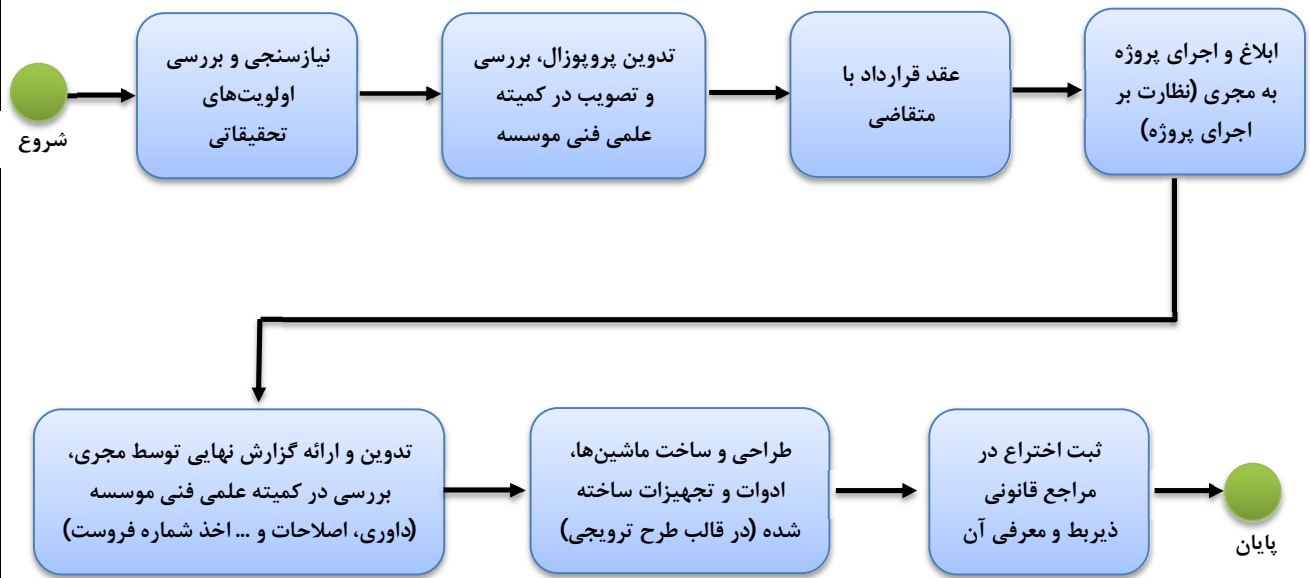 شروع
نیازسنجی و بررسی
اولویت‌های
تحقیقاتی
تدوین پروپوزال، بررسی
و تصویب در کمیته
علمی فنی موسسه
عقد قرارداد با
متقاضی
ابلاغ و اجرای پروژه
به مجری (نظارت بر
اجرای پروژه)
تدوین و ارائه گزارش نهایی توسط مجری،
بررسی در کمیته علمی فنی موسسه
(داوری، اصلاحات و ... اخذ شماره فروست)
طراحی و ساخت ماشین‌ها،
ادوات و تجهیزات ساخته
شده (در قالب طرح ترویجی)
ثبت اختراع در
مراجع قانونی
ذیربط و معرفی آن
پایان